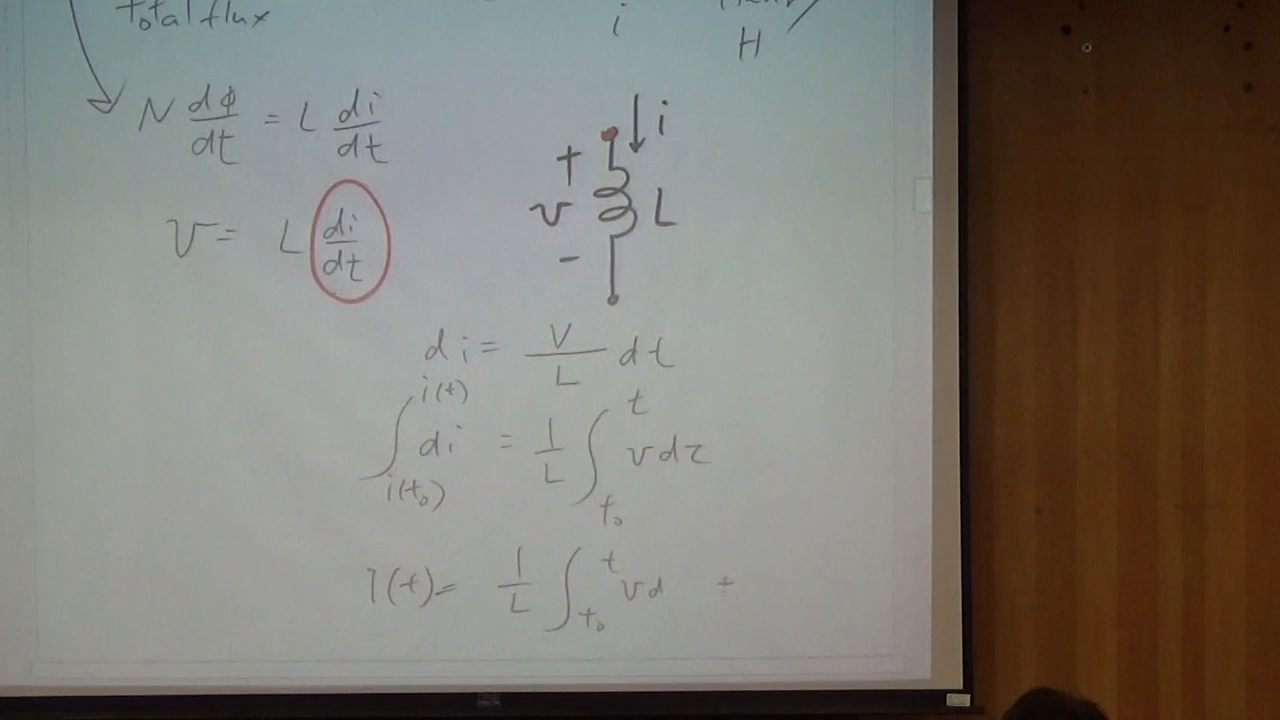 total flux
i
H
N dΦ/dt = L di/dt
i
+
v L
-
v = L di/dt
di = V/L dt
∫_{i(t₀)}^{i(t)} di = 1/L ∫_{t₀}^{t} v dτ
i(t) = 1/L ∫_{t₀}^{t} v d +